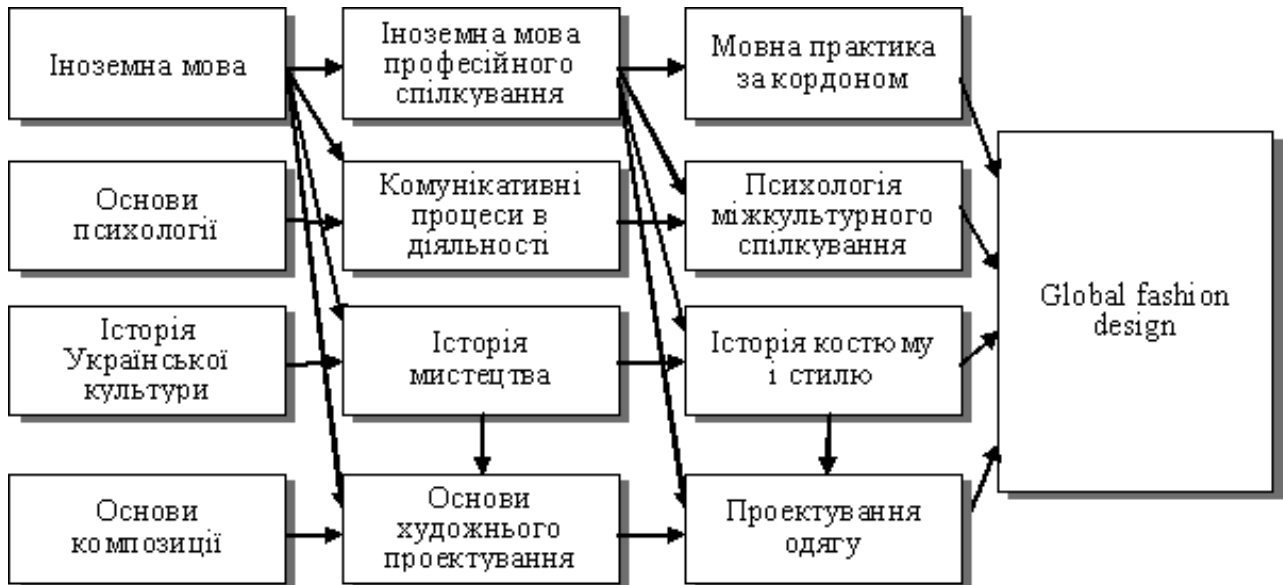 Іноземна мова
Іноземна мова
професійного
спілкування
Мовна практика
за кордоном
Основи
психології
Комунікативні
процеси в
діяльності
Психологія
міжкультурного
спілкування
Global fashion
design
Історія
Української
культури
Історія
мистецтва
Історія костюму
і стилю
Основи
композиції
Основи
художнього
проектування
Проектування
одягу